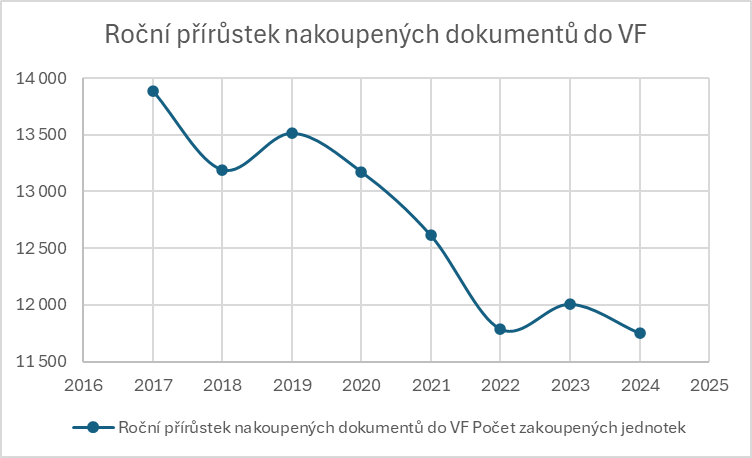 Roční přírůstek nakoupených dokumentů do VF
14 000
13 500
13 000
12 500
12 000
11 500
2016 2017 2018 2019 2020 2021 2022 2023 2024 2025
Roční přírůstek nakoupených dokumentů do VF Počet zakoupených jednotek